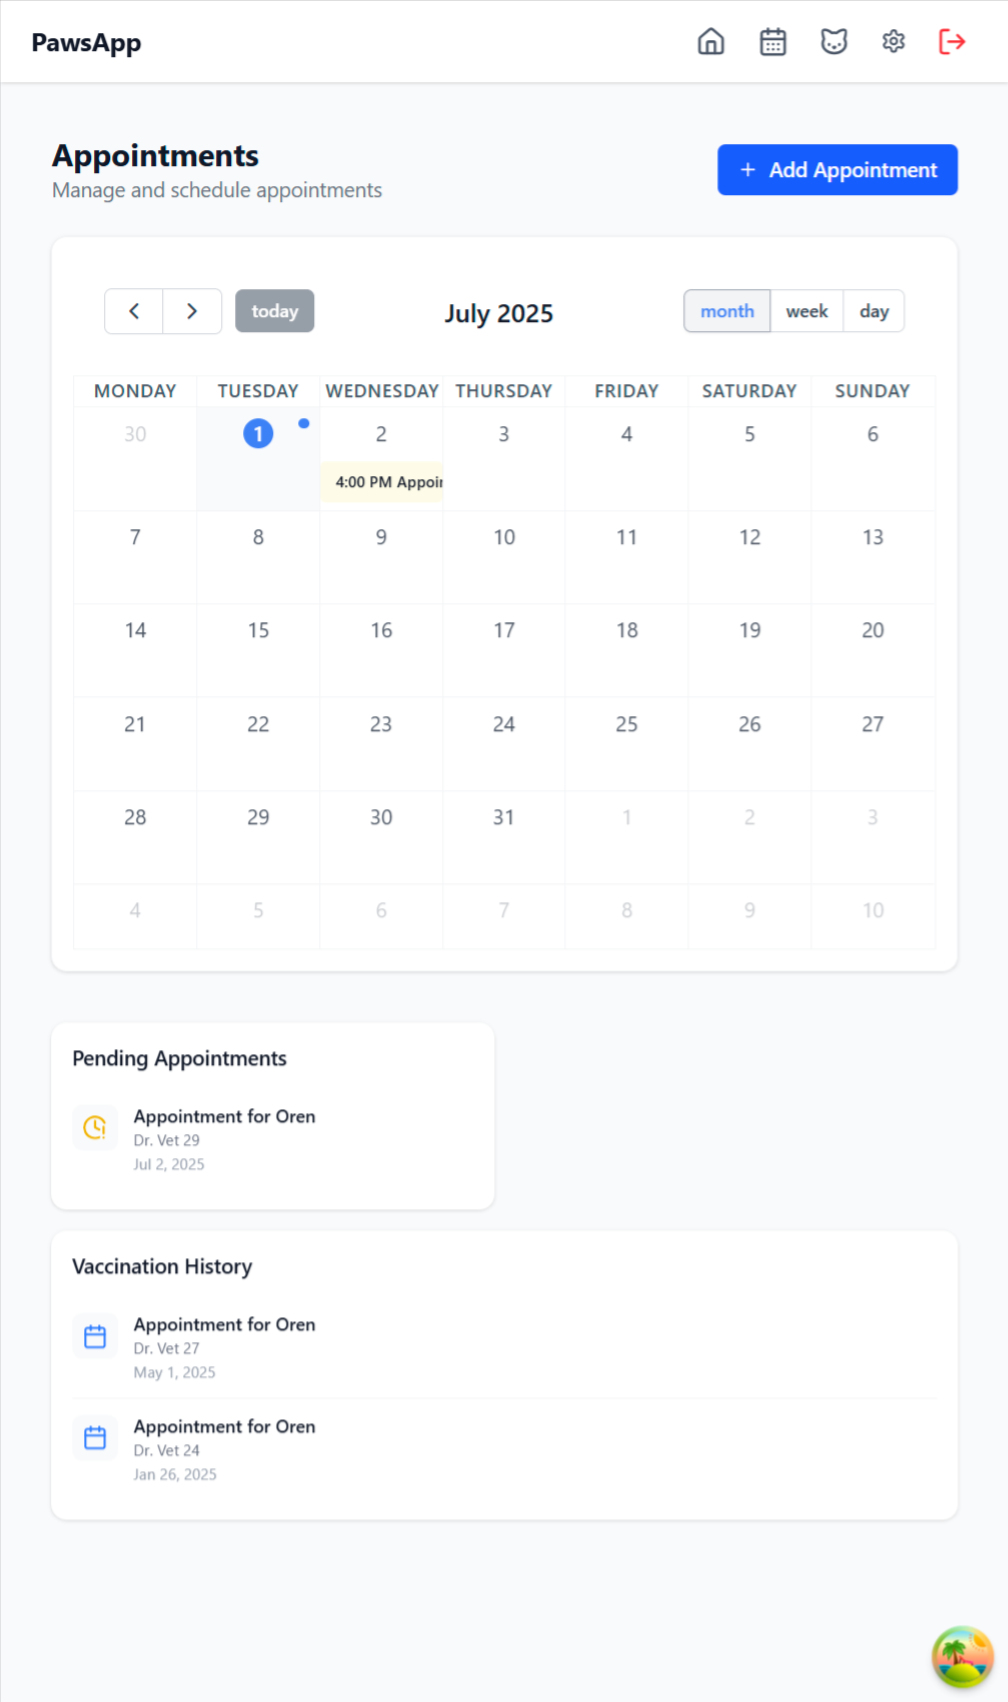 PawsApp
Appointments
Manage and schedule appointments
+ Add Appointment
today
July 2025
month week day
MONDAY TUESDAY WEDNESDAY THURSDAY FRIDAY SATURDAY SUNDAY
30 1 2 3 4 5 6
4:00 PM Appoin
7 8 9 10 11 12 13
14 15 16 17 18 19 20
21 22 23 24 25 26 27
28 29 30 31 1 2 3
4 5 6 7 8 9 10
Pending Appointments
Appointment for Oren
Dr. Vet 29
Jul 2, 2025
Vaccination History
Appointment for Oren
Dr. Vet 27
May 1, 2025
Appointment for Oren
Dr. Vet 24
Jan 26, 2025